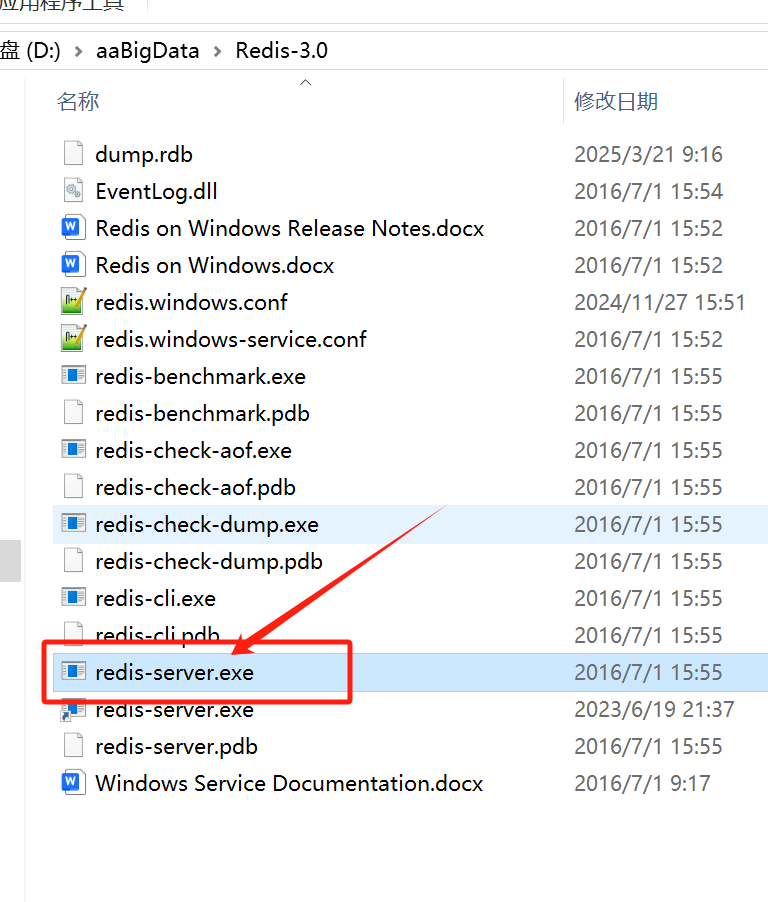 应用程序工具
盘 (D:) › aaBigData › Redis-3.0
名称 修改日期
dump.rdb 2025/3/21 9:16
EventLog.dll 2016/7/1 15:54
Redis on Windows Release Notes.docx 2016/7/1 15:52
Redis on Windows.docx 2016/7/1 15:52
redis.windows.conf 2024/11/27 15:51
redis.windows-service.conf 2016/7/1 15:52
redis-benchmark.exe 2016/7/1 15:55
redis-benchmark.pdb 2016/7/1 15:55
redis-check-aof.exe 2016/7/1 15:55
redis-check-aof.pdb 2016/7/1 15:55
redis-check-dump.exe 2016/7/1 15:55
redis-check-dump.pdb 2016/7/1 15:55
redis-cli.exe 2016/7/1 15:55
redis-cli.pdb 2016/7/1 15:55
redis-server.exe 2016/7/1 15:55
redis-server.exe 2023/6/19 21:37
redis-server.pdb 2016/7/1 15:55
Windows Service Documentation.docx 2016/7/1 9:17